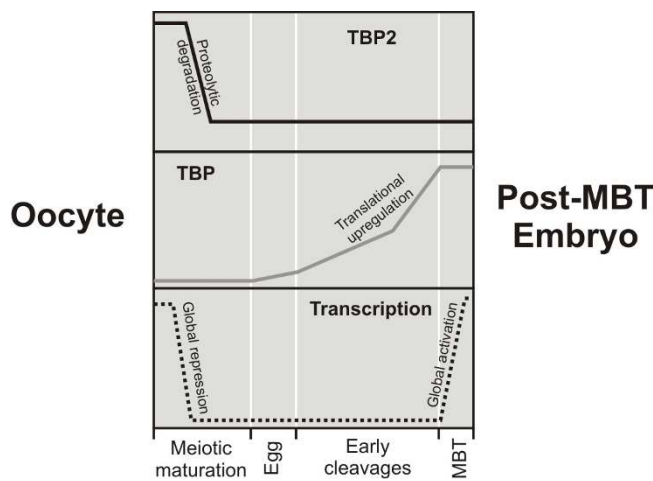 TBP2
Proteolytic
degradation
TBP
Translational
upregulation
Oocyte
Post-MBT
Embryo
Transcription
Global repression
Global activation
Meiotic
maturation
Egg
Early
cleavages
MBT